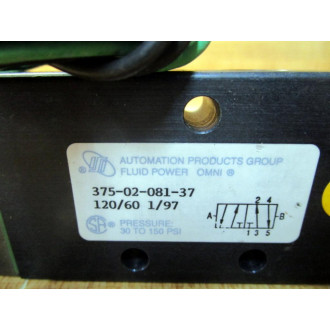 AUTOMATION PRODUCTS GROUP
FLUID POWER OMNI ®
375-02-081-37
120/60 1/97
2 4
A B
1 3 5
PRESSURE:
30 TO 150 PSI